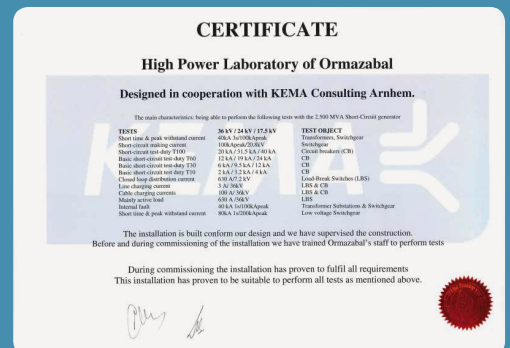 CERTIFICATE
High Power Laboratory of Ormazabal
Designed in cooperation with KEMA Consulting Arnhem.
The main characteristics: being able to perform the following tests with the 2.500 MVA Short-Circuit generator
TESTS 36 kV / 24 kV / 17.5 kV TEST OBJECT
Short time & peak withstand current 40kA 3s/100kApeak Transformers, Switchgear
Short-circuit making current 100kApeak/20.8kV Switchgear
Short-circuit test-duty T100 20 kA / 31.5 kA / 40 kA Circuit breakers (CB)
Basic short-circuit test-duty T60 12 kA / 19 kA / 24 kA CB
Basic short-circuit test-duty T30 6 kA / 9.5 kA / 12 kA CB
Basic short-circuit test-duty T10 2 kA / 3.2 kA / 4 kA CB
Closed loop distribution current 630 A/7.2 kV Load-Break Switches (LBS)
Line charging current 3 A/ 36kV LBS & CB
Cable charging currents 100 A/ 36kV LBS & CB
Mainly active load 630 A /36kV LBS
Internal fault 40 kA 1s/100kApeak Transformer Substations & Switchgear
Short time & peak withstand current 80kA 1s/200kApeak Low voltage Switchgear
KEMA
The installation is built conform our design and we have supervised the construction.
Before and during commissioning of the installation we have trained Ormazabal's staff to perform tests
During commissioning the installation has proven to fulfil all requirements
This installation has proven to be suitable to perform all tests as mentioned above.